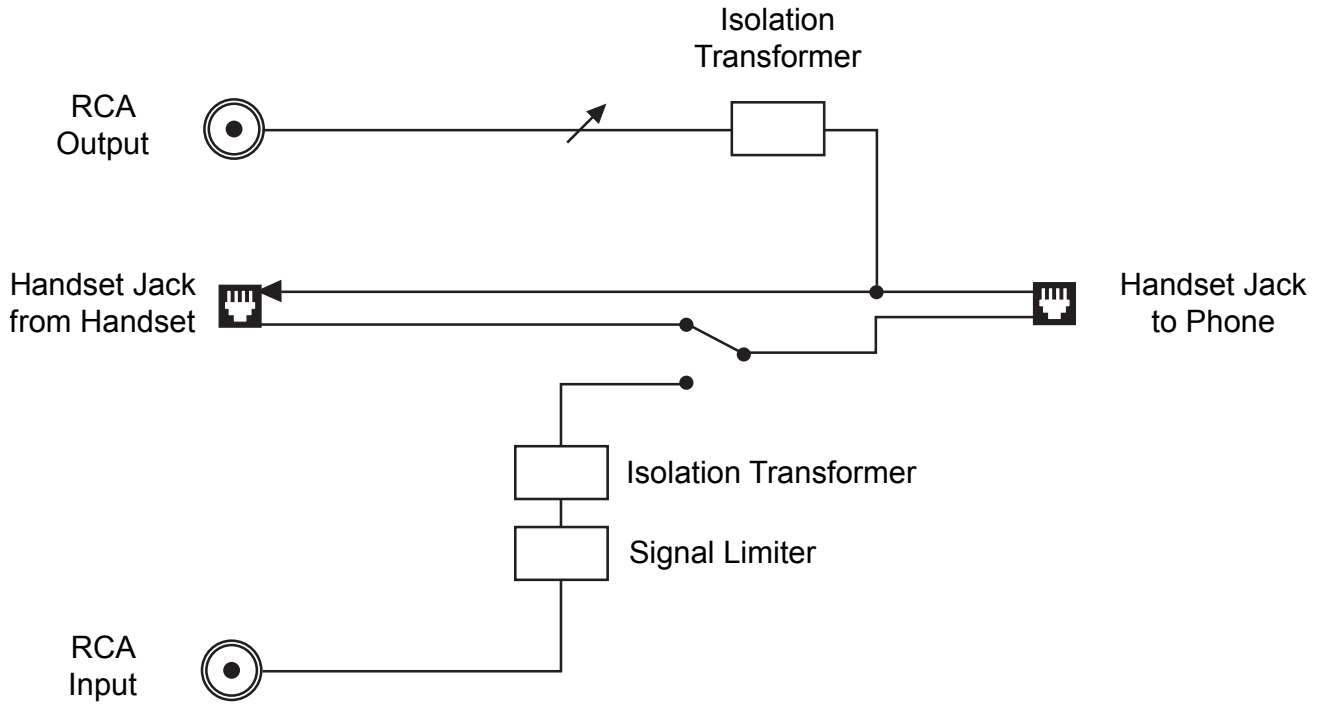 Isolation
Transformer
RCA
Output
Handset Jack
from Handset
Handset Jack
to Phone
Isolation Transformer
Signal Limiter
RCA
Input